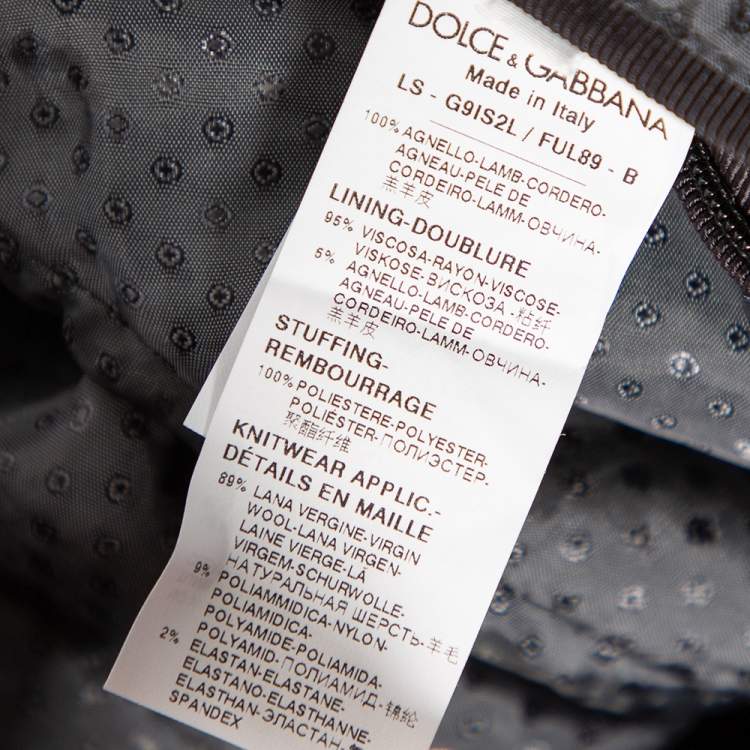 DOLCE & GABBANA
Made in Italy
LS - G9IS2L / FUL89 - B
100% AGNELLO-LAMB-CORDERO-
AGNEAU-PELE DE
CORDEIRO-LAMM-ОВЧИНА-
羔羊皮
LINING-DOUBLURE
95% VISCOSA-RAYON-VISCOSE-
VISKOSE-ВИСКОЗА -粘纤
5% AGNELLO-LAMB-CORDERO-
AGNEAU-PELE DE
CORDEIRO-LAMM-ОВЧИНА-
羔羊皮
STUFFING-
REMBOURRAGE
100% POLIESTERE-POLYESTER-
POLIÉSTER-ПОЛИЭСТЕР-
聚酯纤维
KNITWEAR APPLIC.-
DÉTAILS EN MAILLE
89% LANA VERGINE-VIRGIN
WOOL-LANA VIRGEN-
LAINE VIERGE-LÃ
VIRGEM-SCHURWOLLE-
НАТУРАЛЬНАЯ ШЕРСТЬ-羊毛
9% POLIAMMIDICA-NYLON-
POLIAMIDICA-
POLYAMIDE-POLIAMIDA-
POLYAMID-ПОЛИАМИД-锦纶
2% ELASTAN-ELASTANE-
ELASTANO-ELASTHANNE-
ELASTHAN-ЭЛАСТАН-
SPANDEX